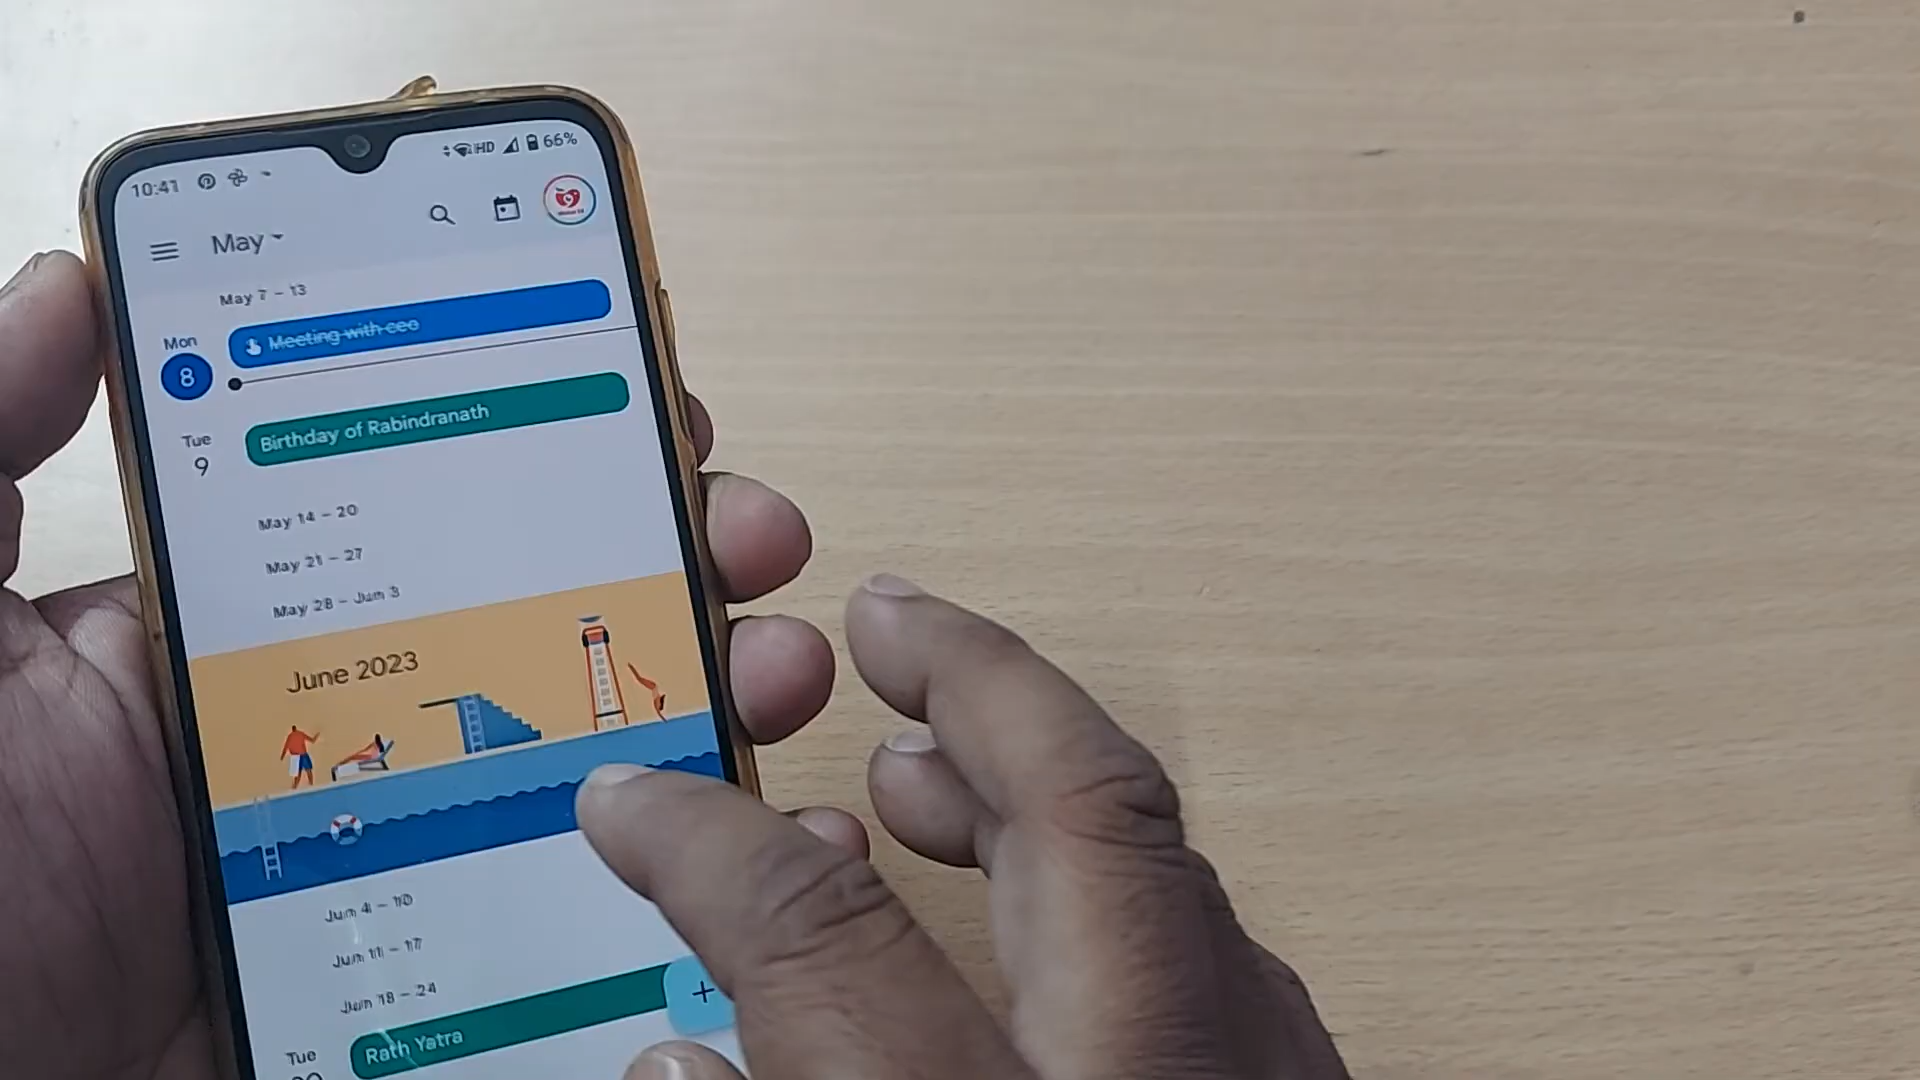 10:41 HD 66%
May
May 7 – 13
Mon
8
Meeting with ceo
Tue
9
Birthday of Rabindranath
May 14 – 20
May 21 – 27
May 28 – Jun 3
June 2023
Jun 4 – 10
Jun 11 – 17
Jun 18 – 24
Tue
Rath Yatra